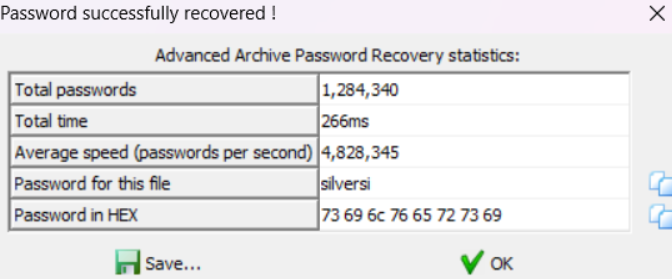 Password successfully recovered !
Advanced Archive Password Recovery statistics:
Total passwords 1,284,340
Total time 266ms
Average speed (passwords per second) 4,828,345
Password for this file silversi
Password in HEX 73 69 6c 76 65 72 73 69
Save... OK